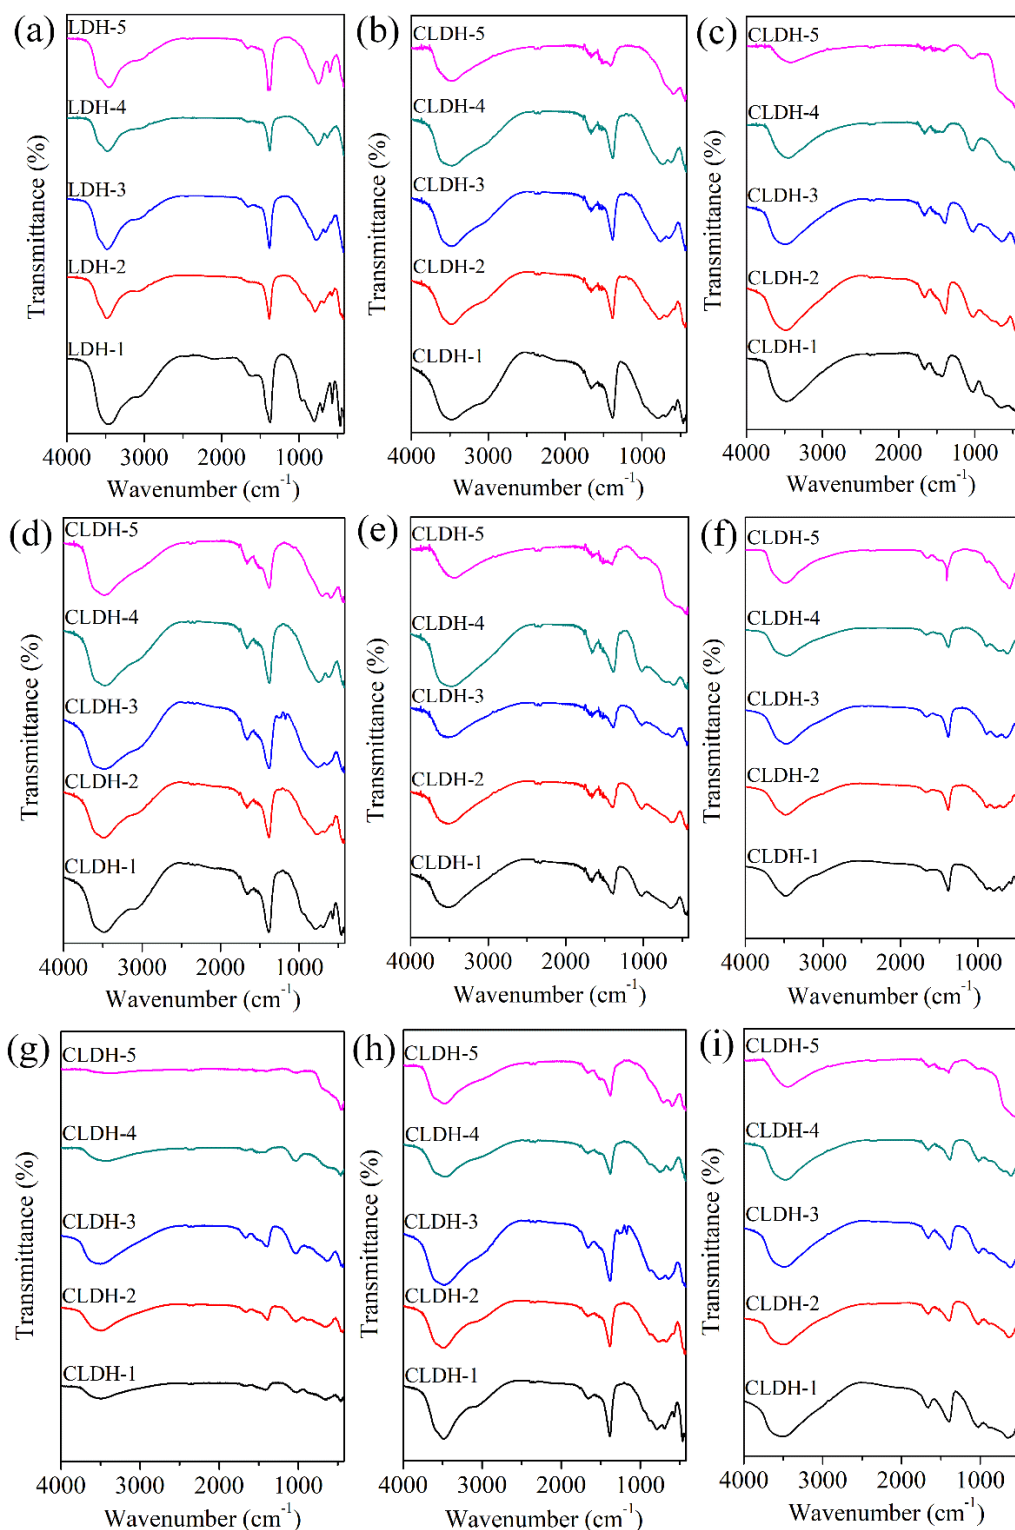 (a)
LDH-5
LDH-4
LDH-3
LDH-2
LDH-1
Transmittance (%)
4000 3000 2000 1000
Wavenumber (cm⁻¹)
(b)
CLDH-5
CLDH-4
CLDH-3
CLDH-2
CLDH-1
Transmittance (%)
4000 3000 2000 1000
Wavenumber (cm⁻¹)
(c)
CLDH-5
CLDH-4
CLDH-3
CLDH-2
CLDH-1
Transmittance (%)
4000 3000 2000 1000
Wavenumber (cm⁻¹)
(d)
CLDH-5
CLDH-4
CLDH-3
CLDH-2
CLDH-1
Transmittance (%)
4000 3000 2000 1000
Wavenumber (cm⁻¹)
(e)
CLDH-5
CLDH-4
CLDH-3
CLDH-2
CLDH-1
Transmittance (%)
4000 3000 2000 1000
Wavenumber (cm⁻¹)
(f)
CLDH-5
CLDH-4
CLDH-3
CLDH-2
CLDH-1
Transmittance (%)
4000 3000 2000 1000
Wavenumber (cm⁻¹)
(g)
CLDH-5
CLDH-4
CLDH-3
CLDH-2
CLDH-1
Transmittance (%)
4000 3000 2000 1000
Wavenumber (cm⁻¹)
(h)
CLDH-5
CLDH-4
CLDH-3
CLDH-2
CLDH-1
Transmittance (%)
4000 3000 2000 1000
Wavenumber (cm⁻¹)
(i)
CLDH-5
CLDH-4
CLDH-3
CLDH-2
CLDH-1
Transmittance (%)
4000 3000 2000 1000
Wavenumber (cm⁻¹)